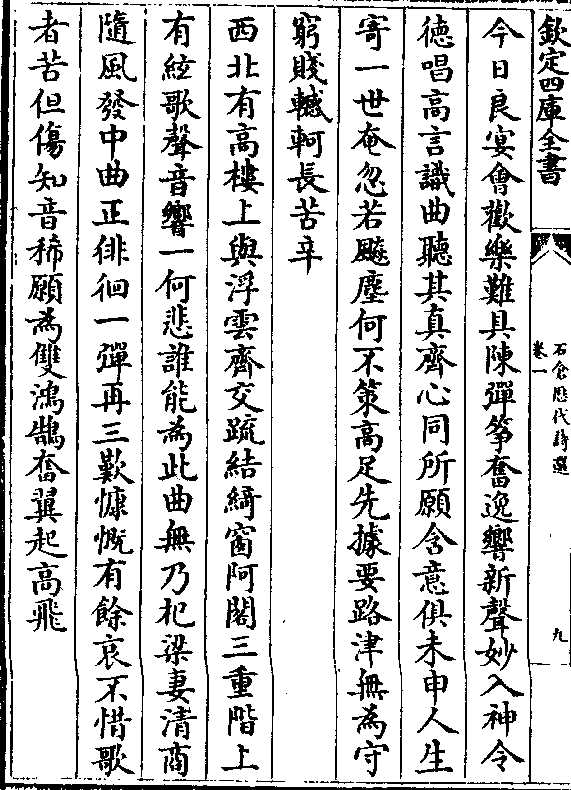 欽定四庫全書
石倉歷代詩選
卷一
九
今日良宴會歡樂難具陳彈箏奮逸響新聲妙入神令
徳唱高言識曲聽其真齊心同所願含意俱未申人生
寄一世奄忽若飈塵何不策高足先據要路津無為守
窮賤轗軻長苦辛
西北有高樓上與浮雲齊交疏結綺窗阿閣三重階上
有絃歌聲音響一何悲誰能為此曲無乃杞梁妻清商
隨風發中曲正徘徊一彈再三歎慷慨有餘哀不惜歌
者苦但傷知音稀願為雙鴻鵠奮翼起高飛